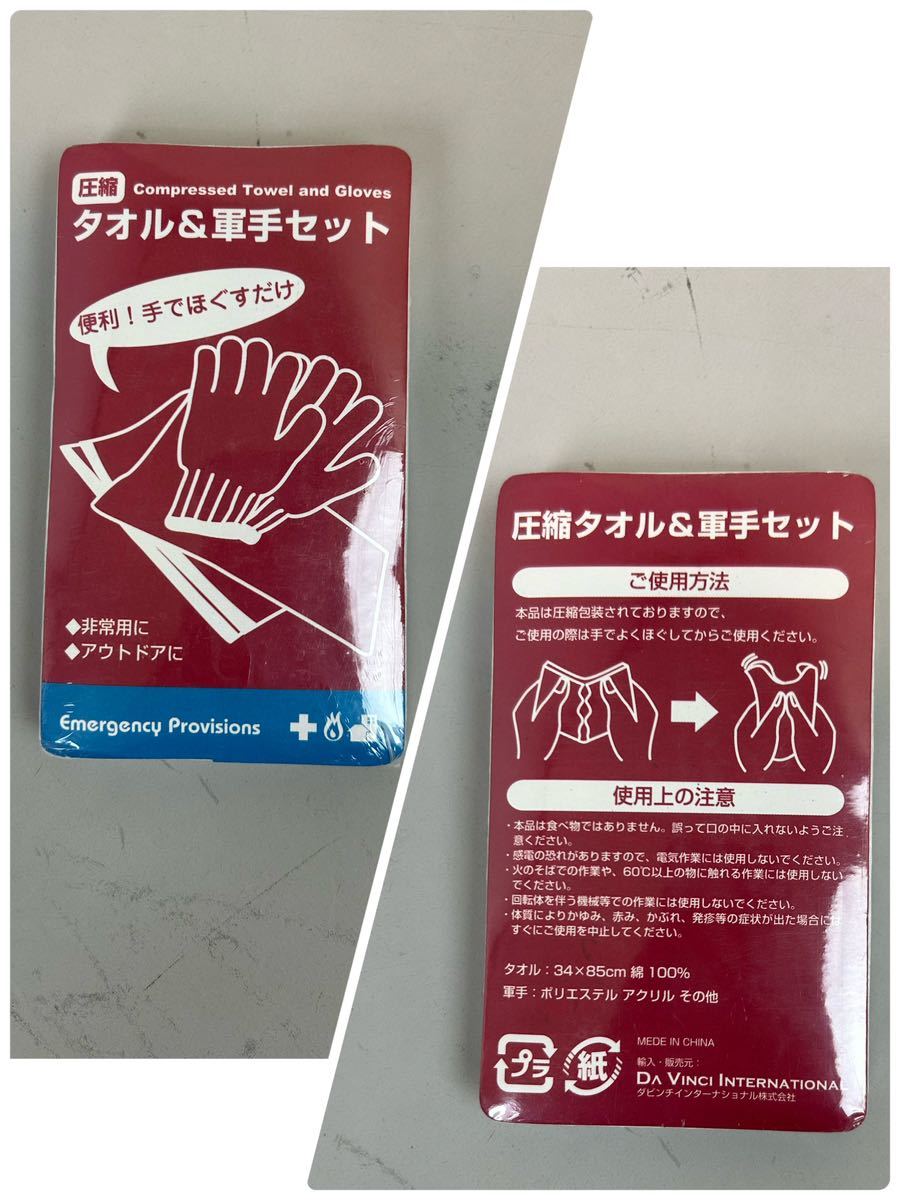 圧縮 Compressed Towel and Gloves
タオル&軍手セット
便利!手でほぐすだけ
◆非常用に
◆アウトドアに
Emergency Provisions
圧縮タオル&軍手セット
ご使用方法
本品は圧縮包装されておりますので、
ご使用の際は手でよくほぐしてからご使用ください。
使用上の注意
・本品は食べ物ではありません。誤って口の中に入れないようご注
意ください。
・感電の恐れがありますので、電気作業には使用しないでください。
・火のそばでの作業や、60℃以上の物に触れる作業には使用しない
でください。
・回転体を伴う機械等での作業には使用しないでください。
・体質によりかゆみ、赤み、かぶれ、発疹等の症状が出た場合には
すぐにご使用を中止してください。
タオル:34×85cm 綿 100%
軍手:ポリエステル アクリル その他
プラ 紙
MEDE IN CHINA
輸入・販売元:
DA VINCI INTERNATIONAL
ダビンチインターナショナル株式会社